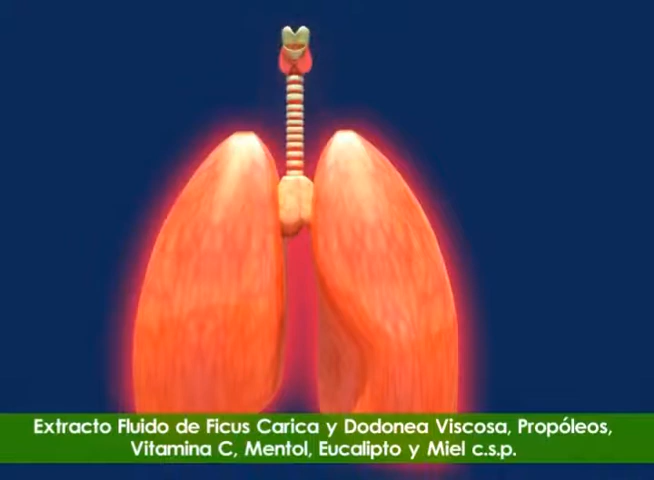 Extracto Fluido de Ficus Carica y Dodonea Viscosa, Propóleos,
Vitamina C, Mentol, Eucalipto y Miel c.s.p.